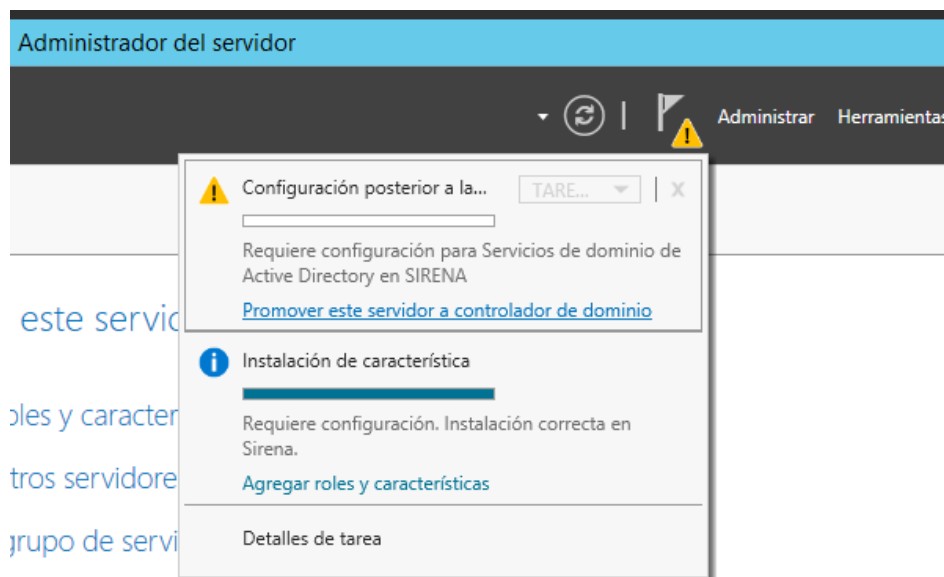 Administrador del servidor
Administrar Herramientas
Configuración posterior a la...
TARE...
X
Requiere configuración para Servicios de dominio de
Active Directory en SIRENA
Promover este servidor a controlador de dominio
este servic
Instalación de característica
oles y caracter
Requiere configuración. Instalación correcta en
Sirena.
tros servidore
Agregar roles y características
grupo de servi
Detalles de tarea